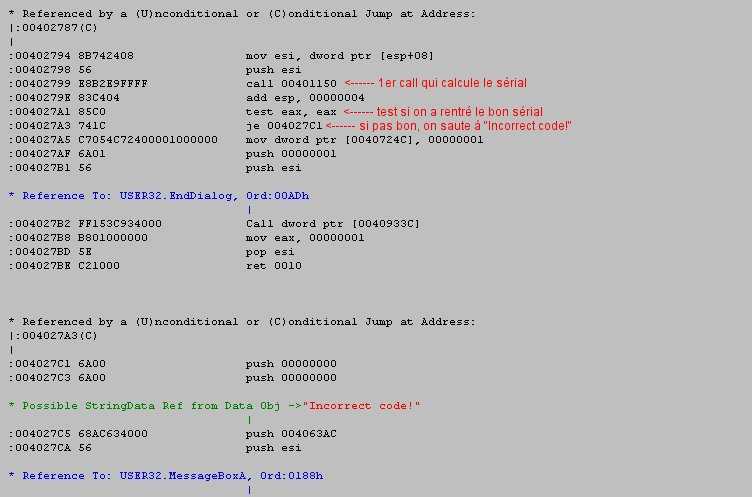 * Referenced by a (U)nconditional or (C)onditional Jump at Address:
|:00402787(C)
|
:00402794 8B742408 mov esi, dword ptr [esp+08]
:00402798 56 push esi
:00402799 E8B2E9FFFF call 00401150 <------ 1er call qui calcule le sérial
:0040279E 83C404 add esp, 00000004
:004027A1 85C0 test eax, eax <------ test si on a rentré le bon sérial
:004027A3 741C je 004027C1 <------ si pas bon, on saute á "Incorrect code!"
:004027A5 C7054C72400001000000 mov dword ptr [0040724C], 00000001
:004027AF 6A01 push 00000001
:004027B1 56 push esi
* Reference To: USER32.EndDialog, Ord:00ADh
|
:004027B2 FF153C934000 Call dword ptr [0040933C]
:004027B8 B801000000 mov eax, 00000001
:004027BD 5E pop esi
:004027BE C21000 ret 0010
* Referenced by a (U)nconditional or (C)onditional Jump at Address:
|:004027A3(C)
|
:004027C1 6A00 push 00000000
:004027C3 6A00 push 00000000
* Possible StringData Ref from Data Obj ->"Incorrect code!"
|
:004027C5 68AC634000 push 004063AC
:004027CA 56 push esi
* Reference To: USER32.MessageBoxA, Ord:0188h
|